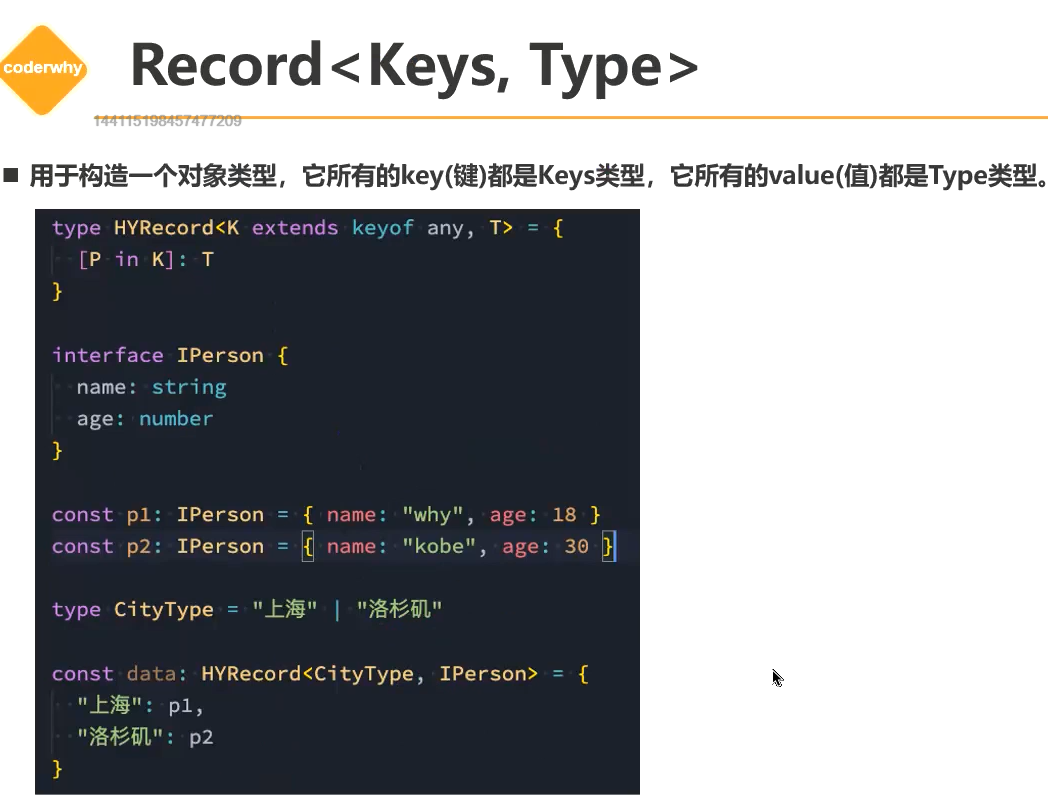 coderwhy
Record<Keys, Type>
144115198457477209
■ 用于构造一个对象类型，它所有的key(键)都是Keys类型，它所有的value(值)都是Type类型。
type HYRecord<K extends keyof any, T> = {
  [P in K]: T
}
interface IPerson {
  name: string
  age: number
}
const p1: IPerson = { name: "why", age: 18 }
const p2: IPerson = { name: "kobe", age: 30 }
type CityType = "上海" | "洛杉矶"
const data: HYRecord<CityType, IPerson> = {
  "上海": p1,
  "洛杉矶": p2
}